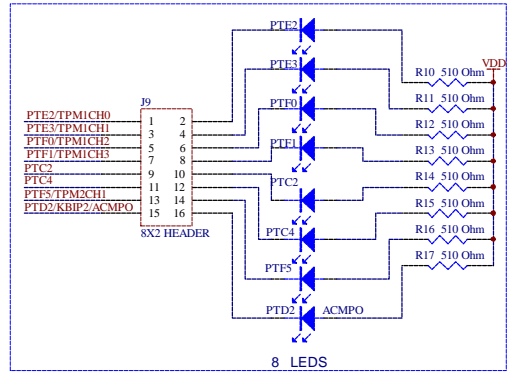 PTE2
PTE3
VDD
R10 510 Ohm
J9
PTF0
R11 510 Ohm
PTE2/TPM1CH0
1 2
R12 510 Ohm
PTE3/TPM1CH1
3 4
PTF0/TPM1CH2
5 6
PTF1
R13 510 Ohm
PTF1/TPM1CH3
7 8
PTC2
9 10
PTC2
R14 510 Ohm
PTC4
11 12
PTF5/TPM2CH1
13 14
R15 510 Ohm
PTD2/KBIP2/ACMPO
15 16
PTC4
R16 510 Ohm
8X2 HEADER
R17 510 Ohm
PTF5
PTD2 ACMPO
8 LEDS